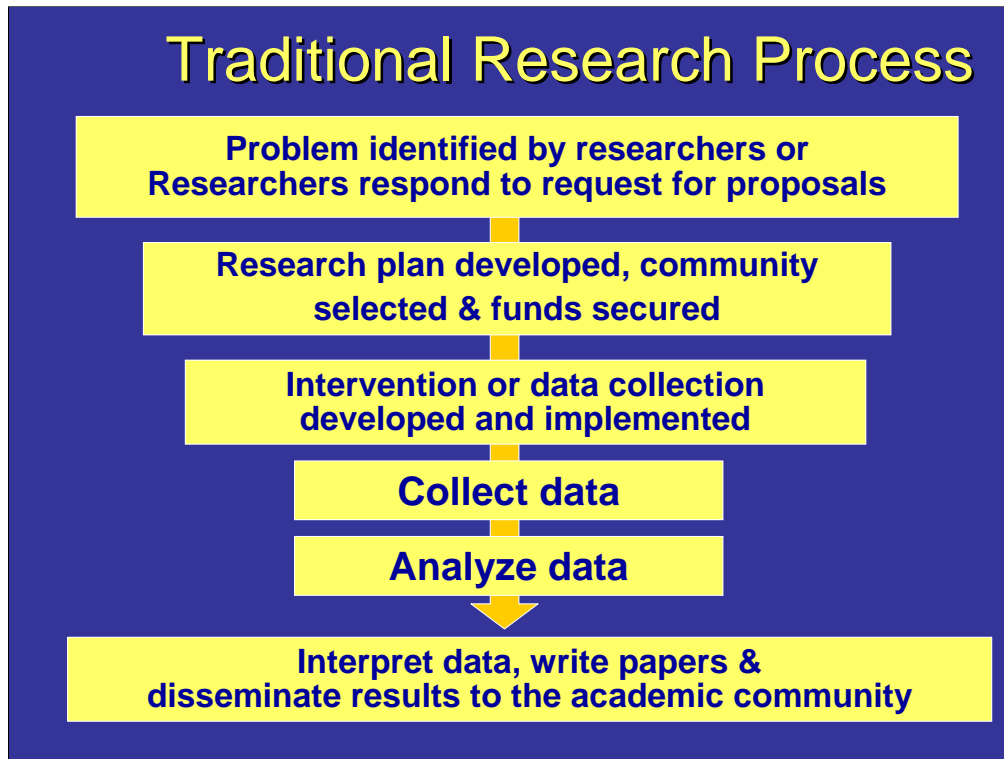 Traditional Research Process
Problem identified by researchers or
Researchers respond to request for proposals
Research plan developed, community
selected & funds secured
Intervention or data collection
developed and implemented
Collect data
Analyze data
Interpret data, write papers &
disseminate results to the academic community